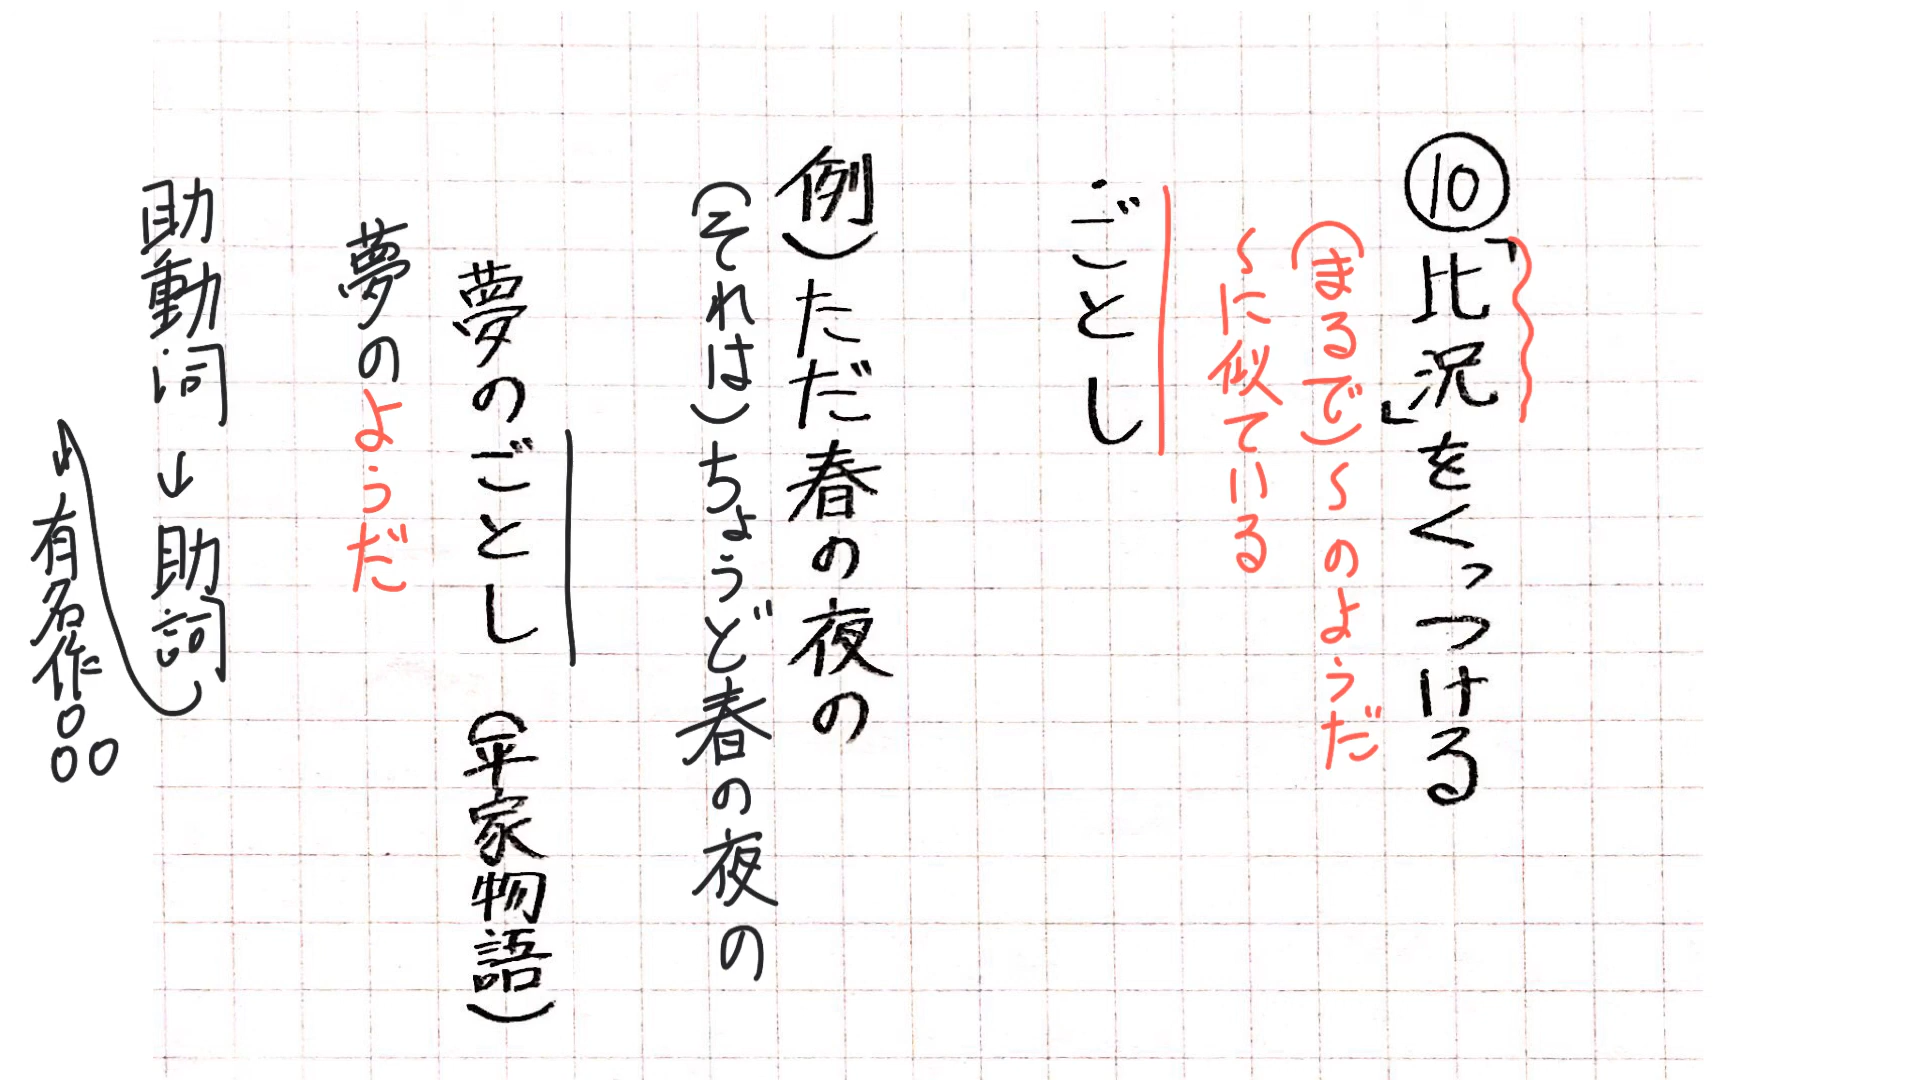 ⑩「比況」をくっつける
(まるで)〜のようだ
〜に似ている
ごとし
例)ただ春の夜の
(それは)ちょうど春の夜の
夢のごとし (平家物語)
夢のようだ
助動詞→助詞
有名作品